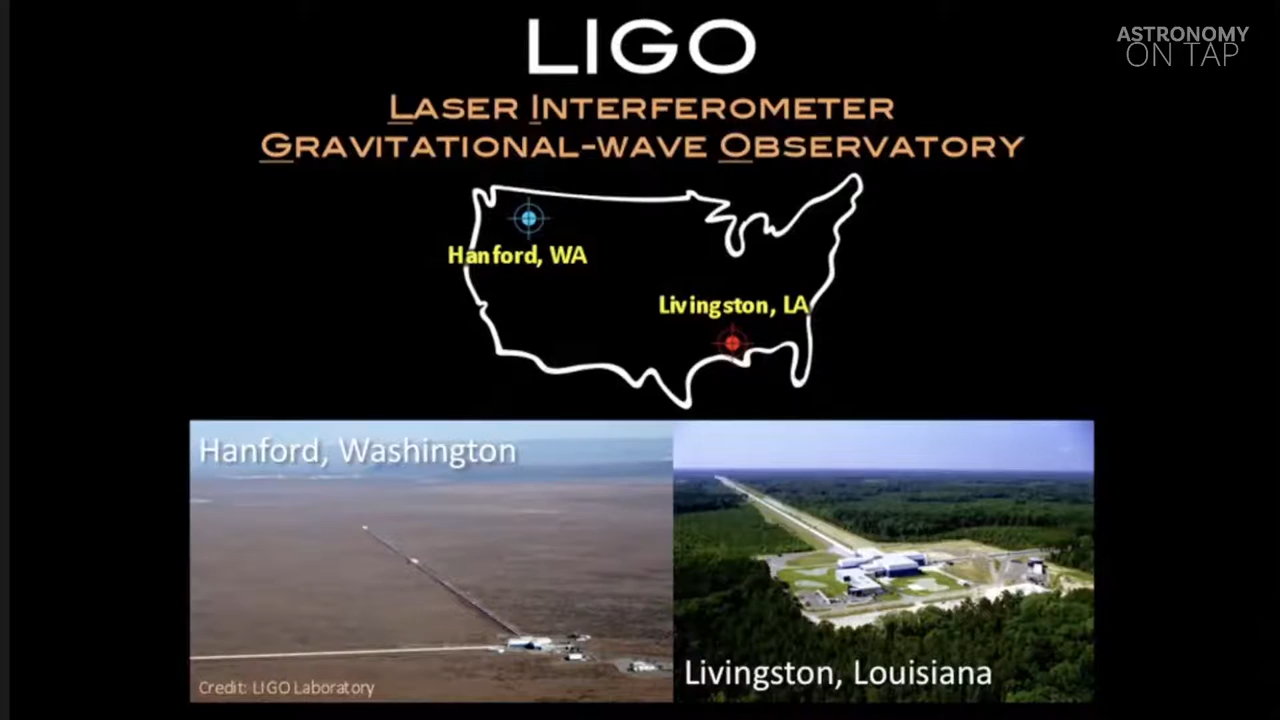 LIGO
ASTRONOMY
ON TAP
LASER INTERFEROMETER
GRAVITATIONAL-WAVE OBSERVATORY
Hanford, WA
Livingston, LA
Hanford, Washington
Credit: LIGO Laboratory
Livingston, Louisiana